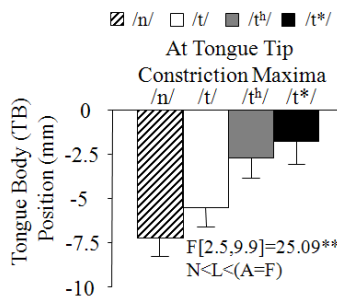 /n/ /t/ /tʰ/ /t*/
At Tongue Tip
Constriction Maxima
/n/ /t/ /tʰ/ /t*/
Tongue Body (TB)
Position (mm)
0
-2.5
-5
-7.5
-10
F[2.5,9.9]=25.09**
N<L<(A=F)